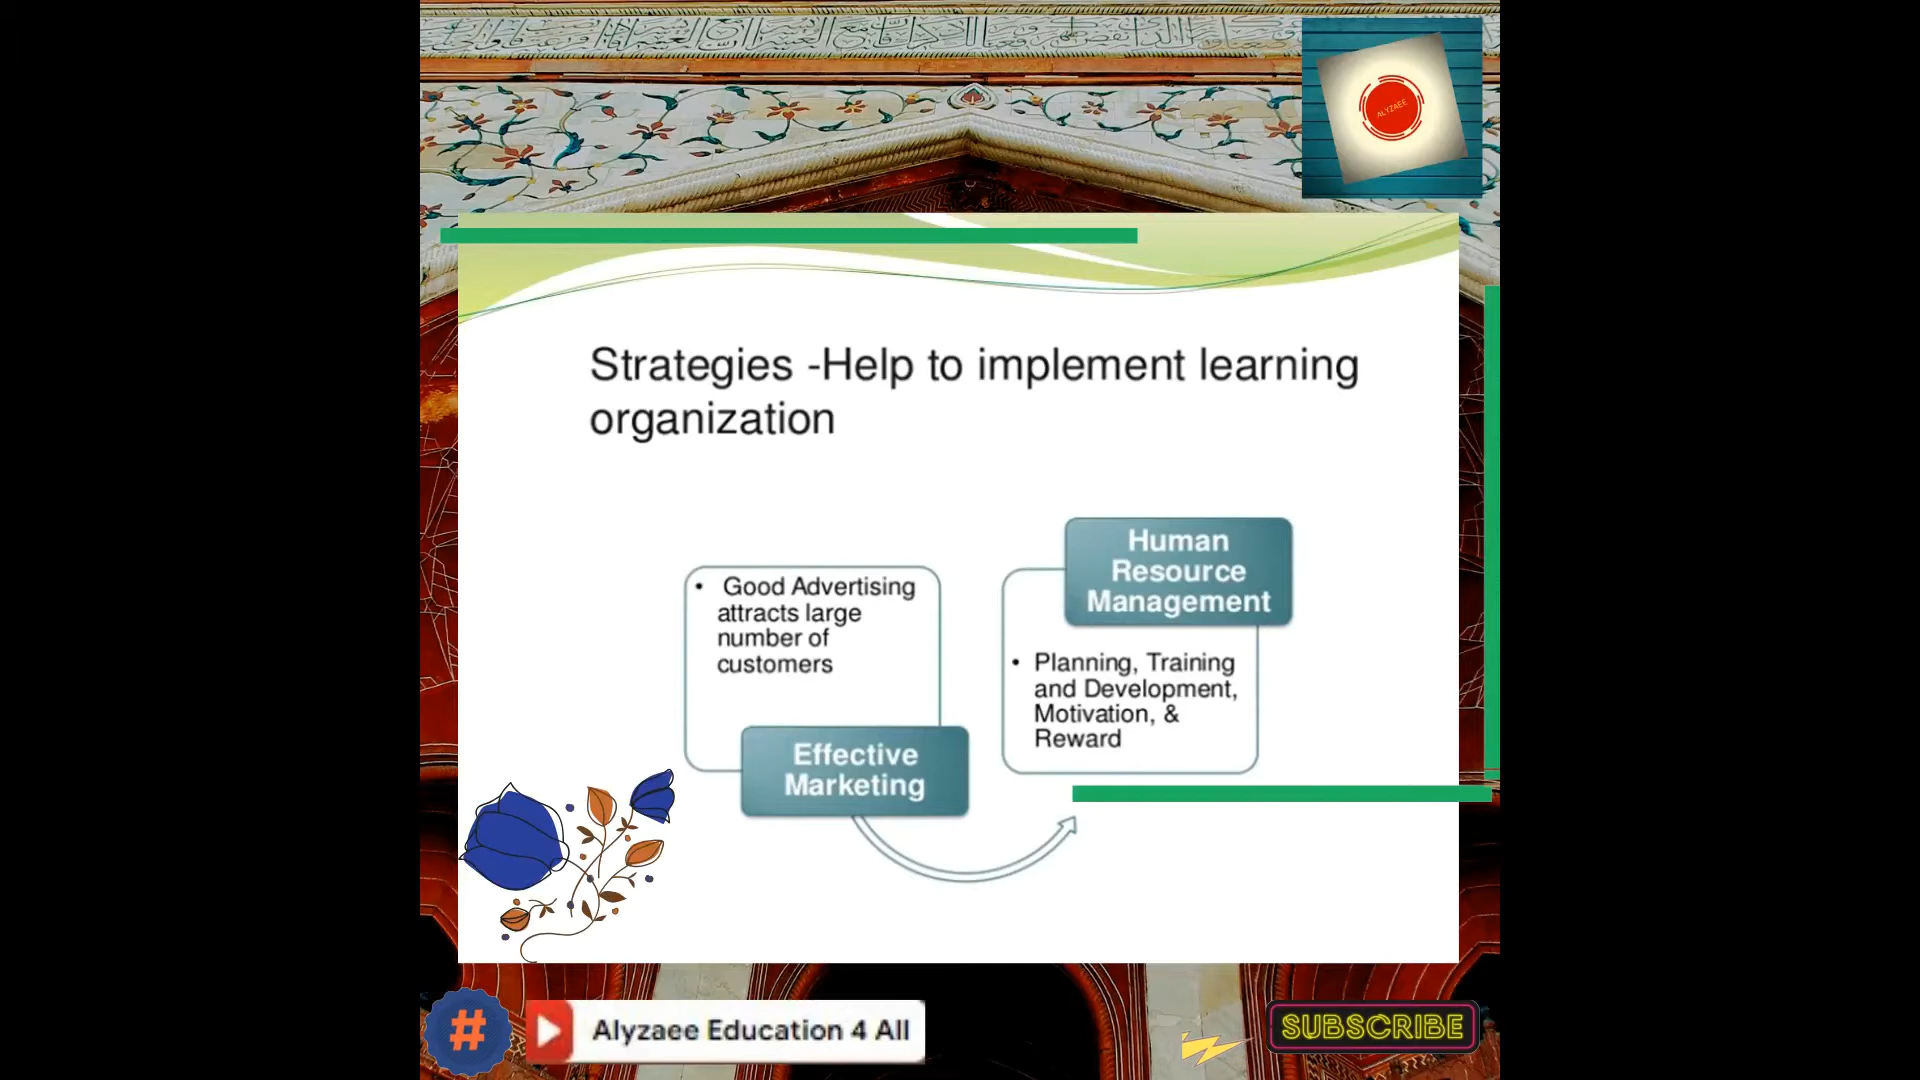 ALYZAEE
Strategies -Help to implement learning
organization
• Good Advertising
attracts large
number of
customers
Effective
Marketing
Human
Resource
Management
• Planning, Training
and Development,
Motivation, &
Reward
#
Alyzaee Education 4 All
SUBSCRIBE